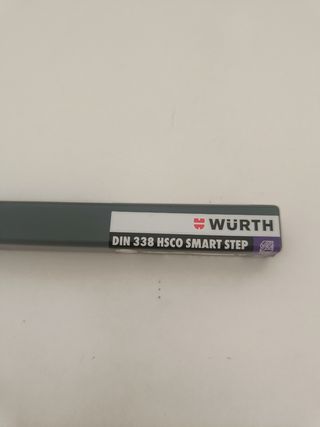 WÜRTH
DIN 338 HSCO SMART STEP